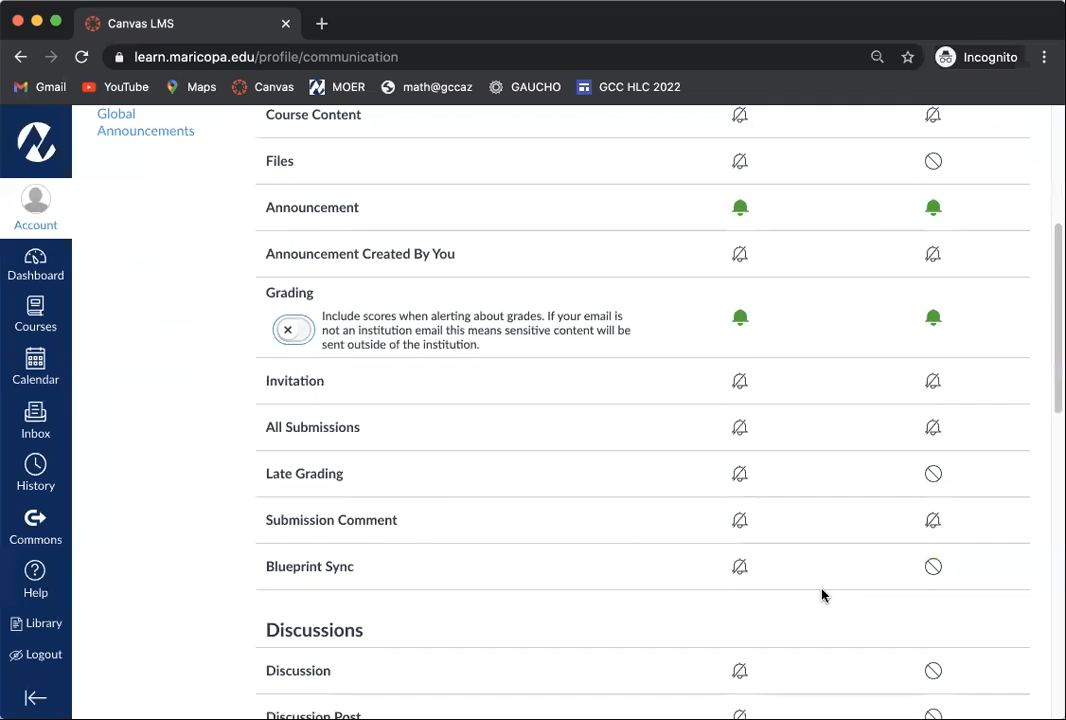 Canvas LMS
learn.maricopa.edu/profile/communication
Incognito
Gmail YouTube Maps Canvas MOER math@gccaz GAUCHO GCC HLC 2022
Account
Dashboard
Courses
Calendar
Inbox
History
Commons
Help
Library
Logout
Global
Announcements
Course Content
Files
Announcement
Announcement Created By You
Grading
Include scores when alerting about grades. If your email is
not an institution email this means sensitive content will be
sent outside of the institution.
Invitation
All Submissions
Late Grading
Submission Comment
Blueprint Sync
Discussions
Discussion
Discussion Post